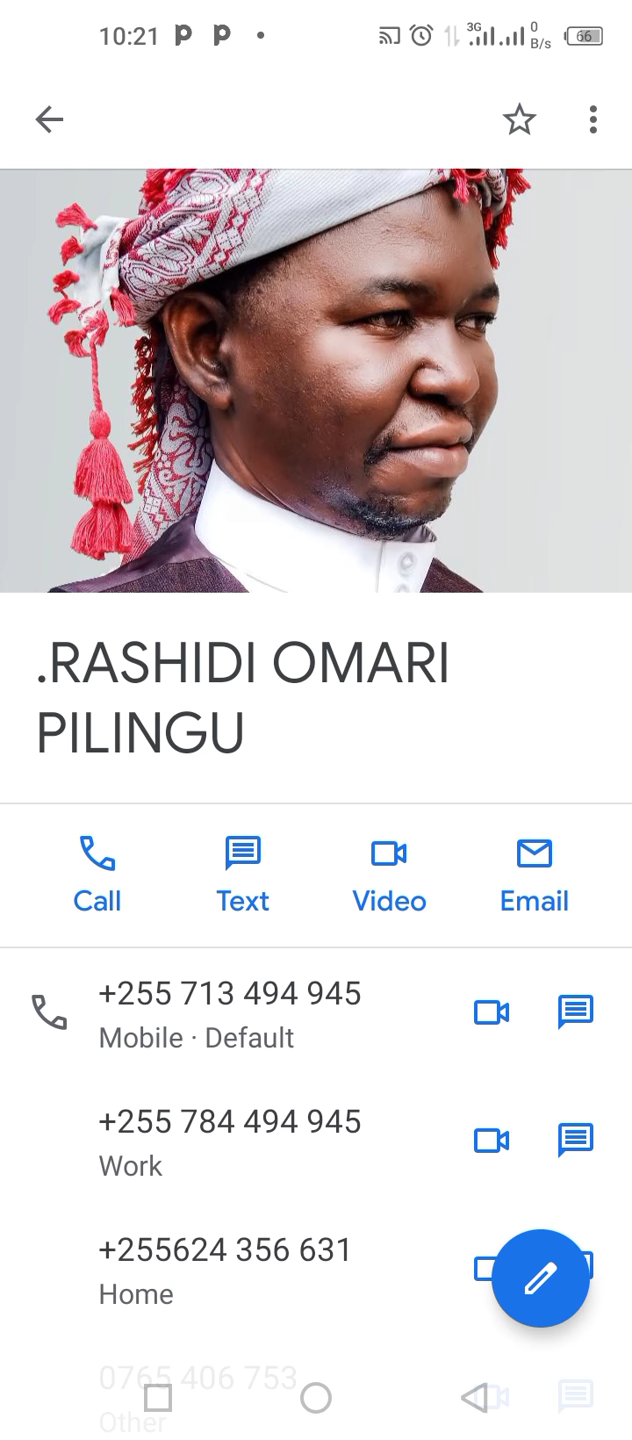 10:21
3G
0
B/s
66
.RASHIDI OMARI
PILINGU
Call Text Video Email
+255 713 494 945
Mobile · Default
+255 784 494 945
Work
+255624 356 631
Home
0765 406 753
Other